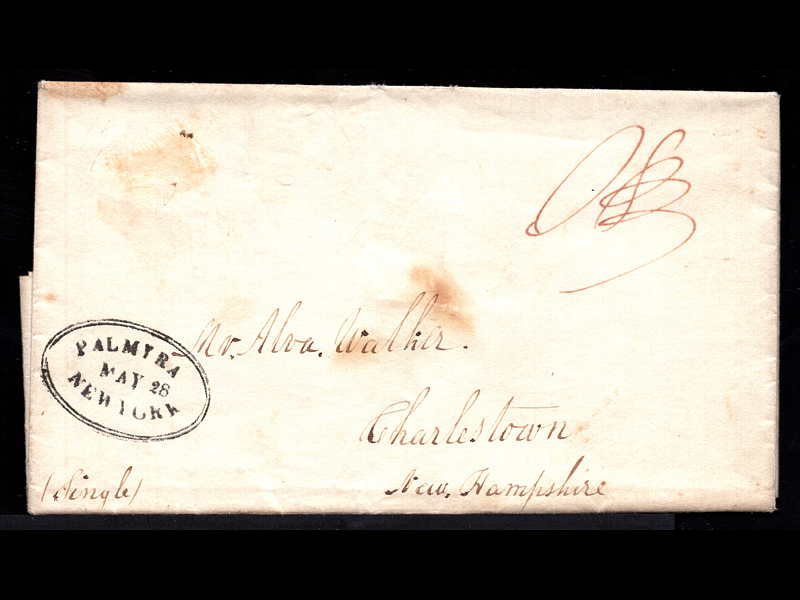 PALMYRA
MAY 28
NEW YORK
Mr. Alva. Walker.
Charlestown
New, Hampshire
(Single)